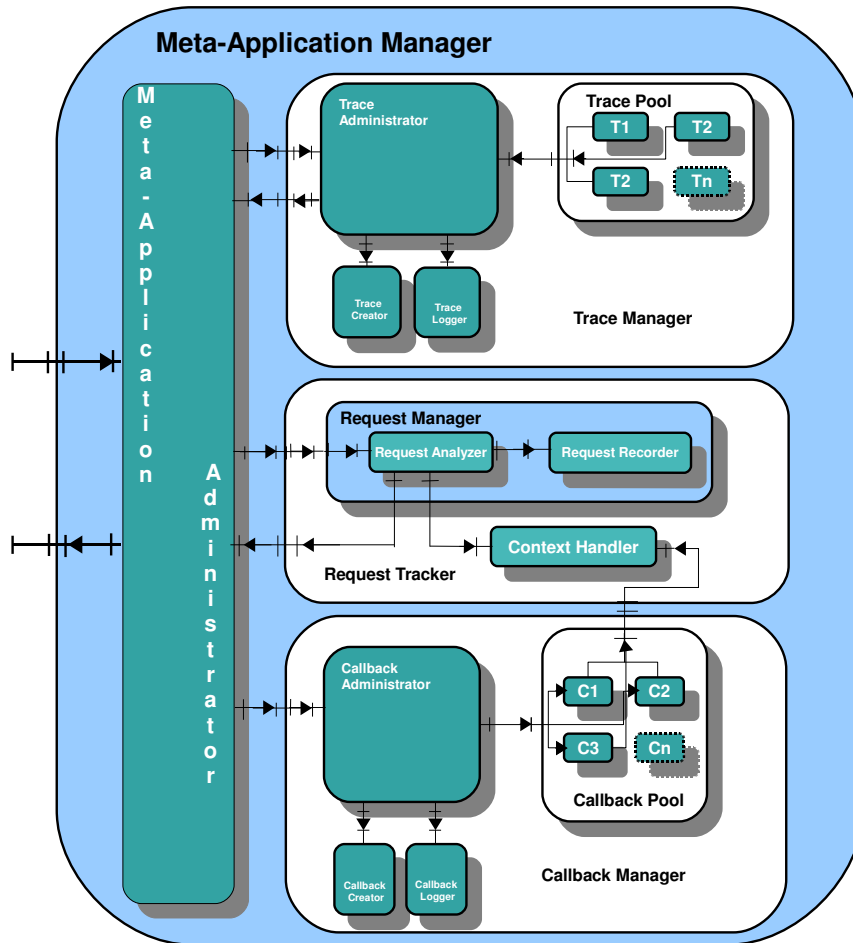 Meta-Application Manager
Meta-Application
Administrator
Trace
Administrator
Trace Pool
T1
T2
T2
Tn
Trace
Creator
Trace
Logger
Trace Manager
Request Manager
Request Analyzer
Request Recorder
Context Handler
Request Tracker
Callback
Administrator
C1
C2
C3
Cn
Callback Pool
Callback
Creator
Callback
Logger
Callback Manager